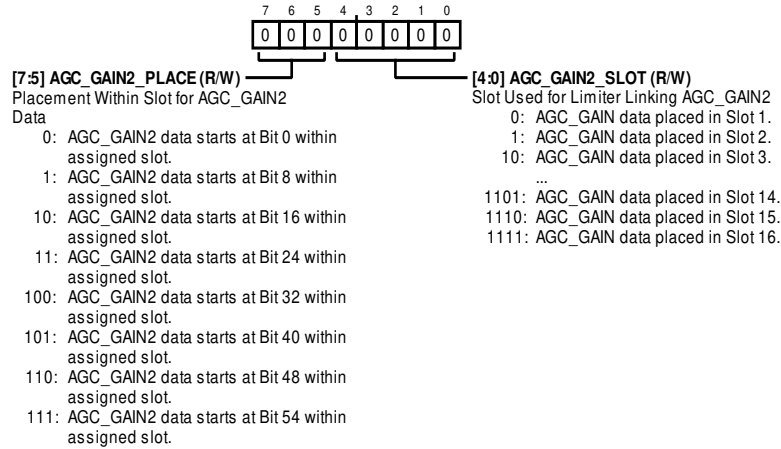 7 6 5 4 3 2 1 0
0 0 0 0 0 0 0 0
[7:5] AGC_GAIN2_PLACE (R/W)
Placement Within Slot for AGC_GAIN2
Data
0: AGC_GAIN2 data starts at Bit 0 within
assigned slot.
1: AGC_GAIN2 data starts at Bit 8 within
assigned slot.
10: AGC_GAIN2 data starts at Bit 16 within
assigned slot.
11: AGC_GAIN2 data starts at Bit 24 within
assigned slot.
100: AGC_GAIN2 data starts at Bit 32 within
assigned slot.
101: AGC_GAIN2 data starts at Bit 40 within
assigned slot.
110: AGC_GAIN2 data starts at Bit 48 within
assigned slot.
111: AGC_GAIN2 data starts at Bit 54 within
assigned slot.
[4:0] AGC_GAIN2_SLOT (R/W)
Slot Used for Limiter Linking AGC_GAIN2
0: AGC_GAIN data placed in Slot 1.
1: AGC_GAIN data placed in Slot 2.
10: AGC_GAIN data placed in Slot 3.
...
1101: AGC_GAIN data placed in Slot 14.
1110: AGC_GAIN data placed in Slot 15.
1111: AGC_GAIN data placed in Slot 16.